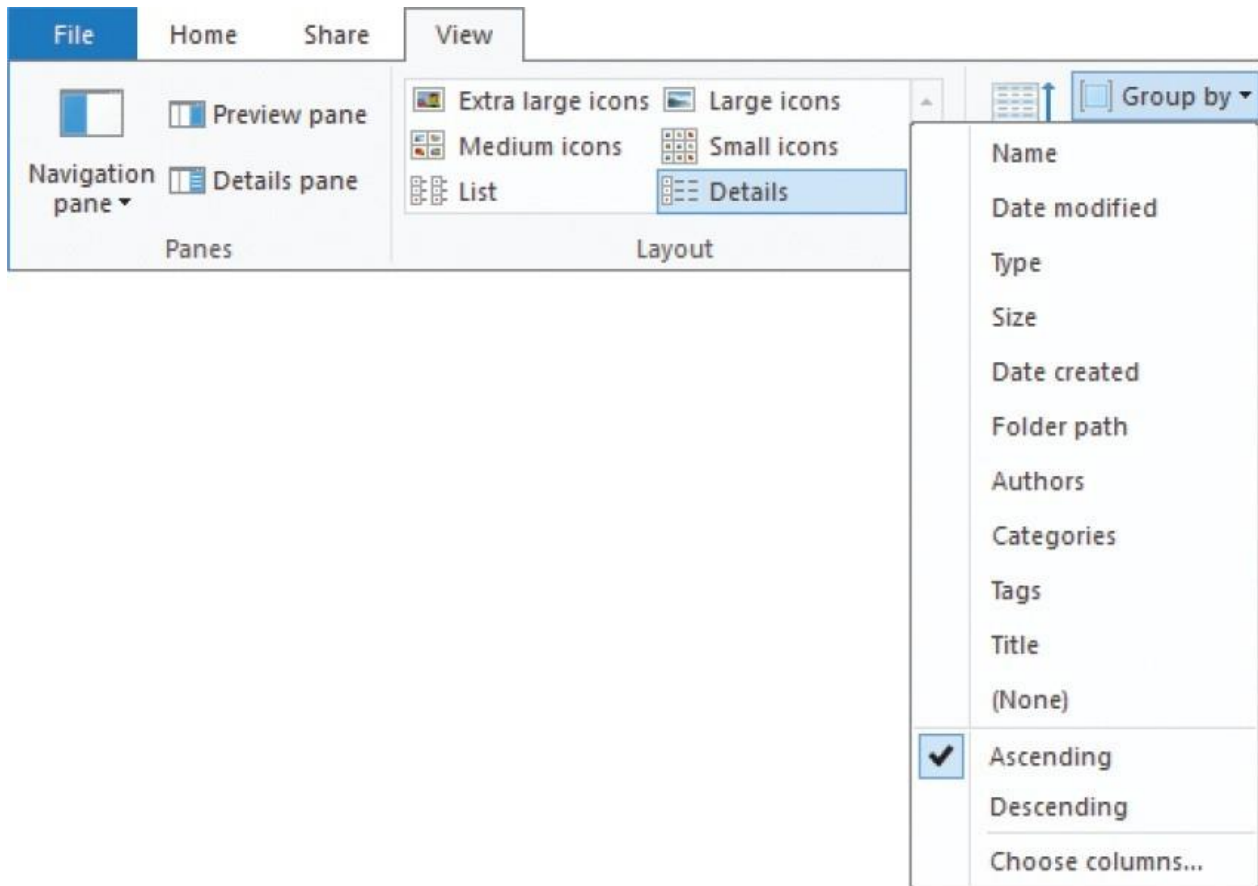 File Home Share View
Extra large icons Large icons
Group by
Preview pane
Medium icons Small icons
Navigation
pane
Details pane
List Details
Panes Layout
Name
Date modified
Type
Size
Date created
Folder path
Authors
Categories
Tags
Title
(None)
Ascending
Descending
Choose columns...